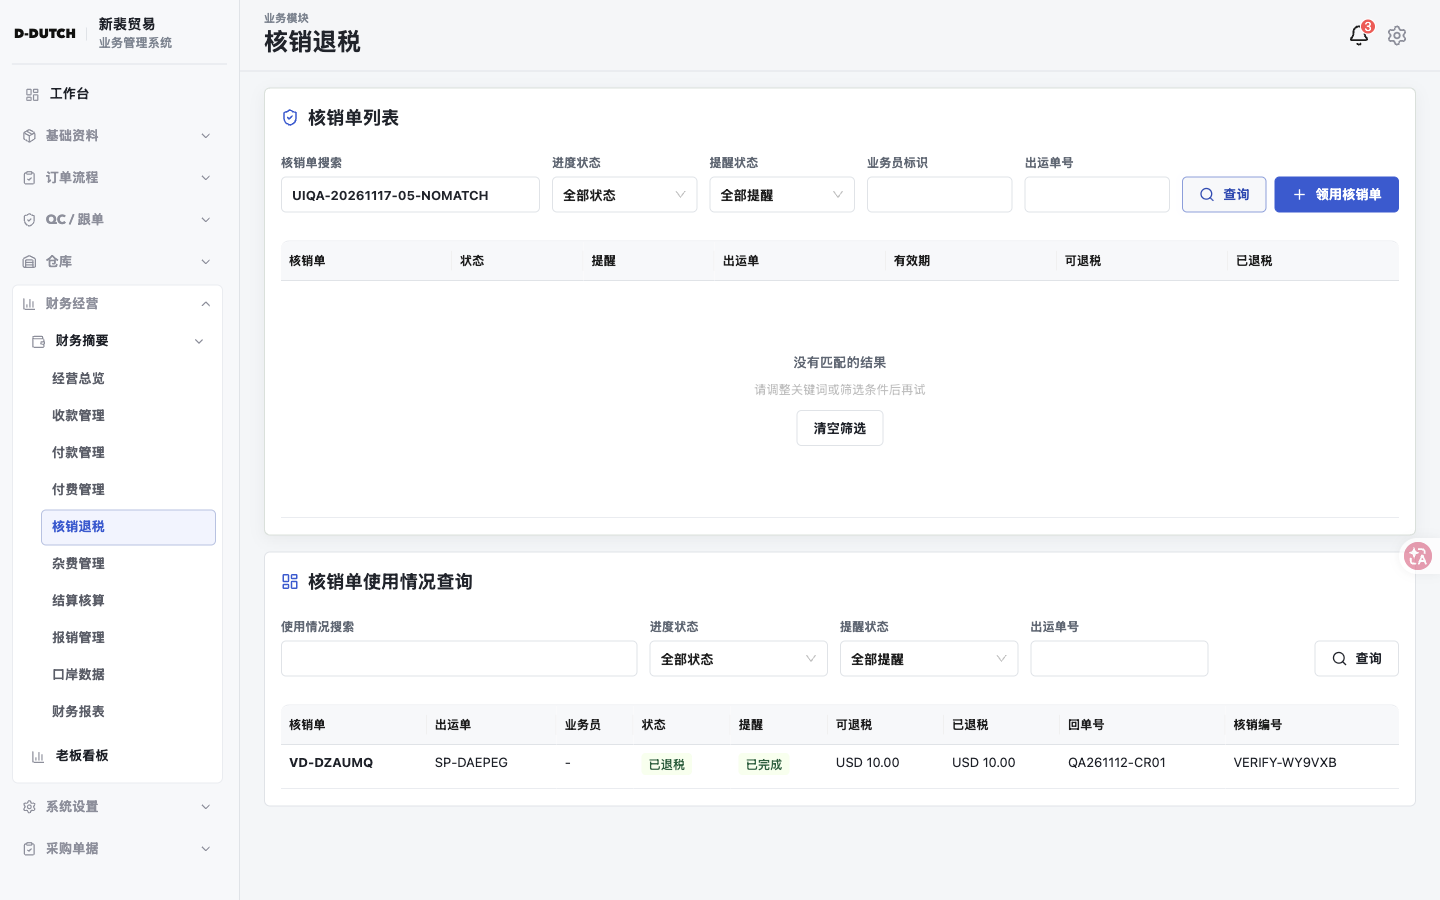 D-DUTCH
新裴贸易
业务管理系统
工作台
基础资料
订单流程
QC / 跟单
仓库
财务经营
财务摘要
经营总览
收款管理
付款管理
付费管理
核销退税
杂费管理
结算核算
报销管理
口岸数据
财务报表
老板看板
系统设置
采购单据
业务模块
核销退税
3
核销单列表
核销单搜索 进度状态 提醒状态 业务员标识 出运单号
UIQA-20261117-05-NOMATCH 全部状态 全部提醒 查询 领用核销单
核销单 状态 提醒 出运单 有效期 可退税 已退税
没有匹配的结果
请调整关键词或筛选条件后再试
清空筛选
核销单使用情况查询
使用情况搜索 进度状态 提醒状态 出运单号
全部状态 全部提醒 查询
核销单 出运单 业务员 状态 提醒 可退税 已退税 回单号 核销编号
VD-DZAUMQ SP-DAEPEG - 已退税 已完成 USD 10.00 USD 10.00 QA261112-CR01 VERIFY-WY9VXB